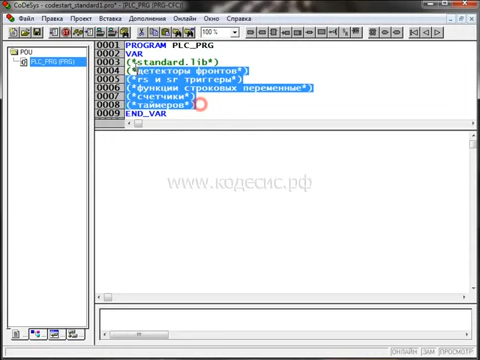 CoDeSys - codestart_standard1.pro* - [PLC_PRG (PRG-CFC)]
Файл Правка Проект Вставка Дополнения Онлайн Окно Справка
100 %
POU
PLC_PRG (PRG)
0001 PROGRAM PLC_PRG
0002 VAR
0003 (*standard.lib*)
0004 (*детекторы фронтов*)
0005 (*rs и sr триггеры*)
0006 (*функции строковых переменные*)
0007 (*счетчики*)
0008 (*таймеров*)
0009 END_VAR
www.кодесис.рф
ОНЛАЙН ЗАМ ПРОСМОТР